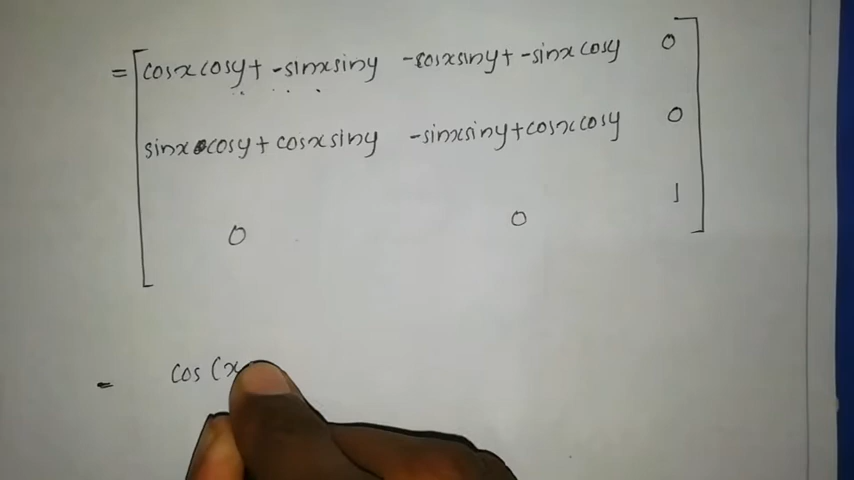 = [ cosx cosy + -sinx siny   -cosx siny + -sinx cosy   0
sinx cosy + cosx siny   -sinx siny + cosx cosy   0
0   0   1 ]
= cos (x